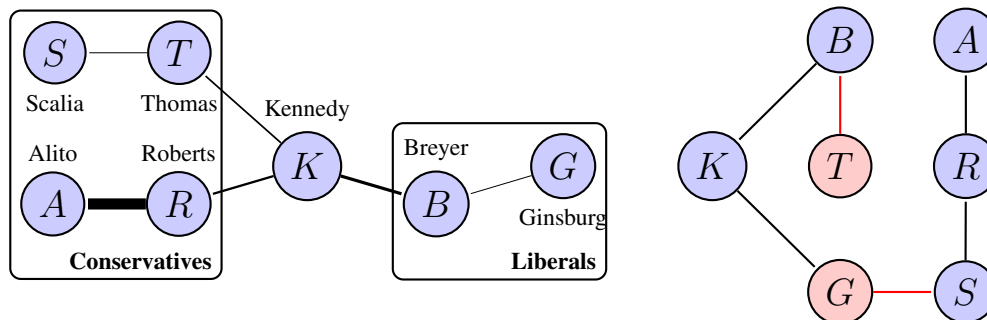 S T
Scalia Thomas
Kennedy
Alito Roberts
A R
K
Conservatives
Breyer
B G
Ginsburg
Liberals
B A
K T R
G S